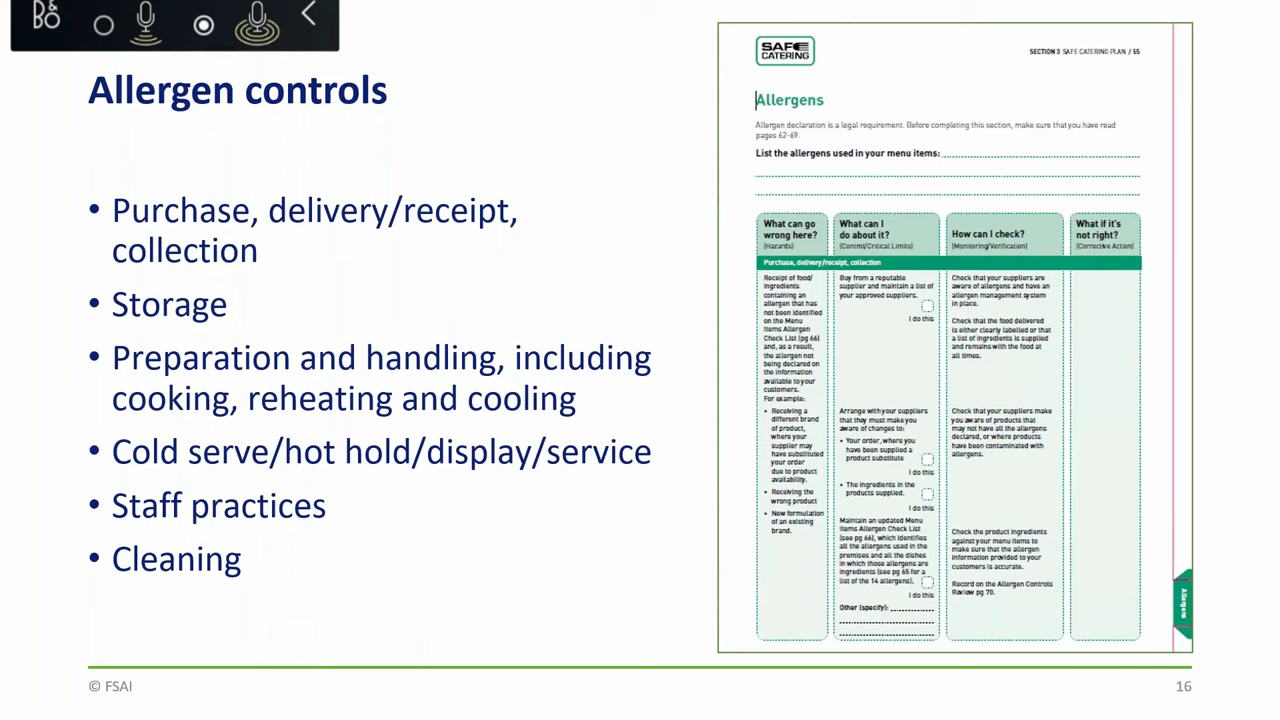 Allergen controls
• Purchase, delivery/receipt,
collection
• Storage
• Preparation and handling, including
cooking, reheating and cooling
• Cold serve/hot hold/display/service
• Staff practices
• Cleaning
SAFE
CATERING
SECTION 3 SAFE CATERING PLAN / 55
Allergens
Allergen declaration is a legal requirement. Before completing this section, make sure that you have read
pages 62-69.
List the allergens used in your menu items:
What can go
wrong here?
(Hazards)
What can I
do about it?
(Control/Critical Limits)
How can I check?
(Monitoring/Verification)
What if it's
not right?
(Corrective Action)
Purchase, delivery/receipt, collection
Receipt of food/
ingredients
containing an
allergen that has
not been identified
on the Menu
Items Allergen
Check List (pg 66)
and, as a result,
the allergen not
being declared on
the information
available to your
customers.
For example:
• Receiving a
different brand
of product,
where your
supplier may
have substituted
your order
due to product
availability.
• Receiving the
wrong product
• New formulation
of an existing
brand.
Buy from a reputable
supplier and maintain a list of
your approved suppliers.
I do this
Arrange with your suppliers
that they must make you
aware of changes to:
• Your order, where you
have been supplied a
product substitute
I do this
• The ingredients in the
products supplied.
I do this
Maintain an updated Menu
Items Allergen Check List
(see pg 66), which identifies
all the allergens used in the
premises and all the dishes
in which those allergens are
ingredients (see pg 65 for a
list of the 14 allergens).
I do this
Other (specify):
Check that your suppliers are
aware of allergens and have an
allergen management system
in place.
Check that the food delivered
is either clearly labelled or that
a list of ingredients is supplied
and remains with the food at
all times.
Check that your suppliers make
you aware of products that
may not have all the allergens
declared, or where products
have been contaminated with
allergens.
Check the product ingredients
against your menu items to
make sure that the allergen
information provided to your
customers is accurate.
Record on the Allergen Controls
Review pg 70.
Allergens
© FSAI
16